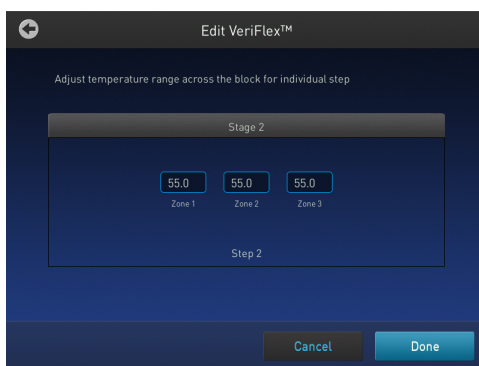 Edit VeriFlex™
Adjust temperature range across the block for individual step
Stage 2
55.0 55.0 55.0
Zone 1 Zone 2 Zone 3
Step 2
Cancel Done